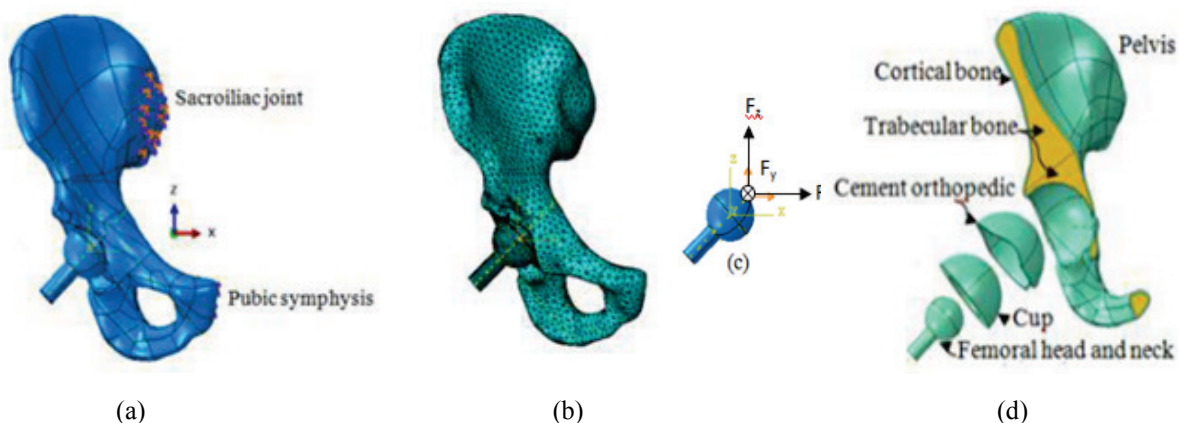 Sacroiliac joint
z
x
Pubic symphysis
(a)
(b)
F_z
z
F_y
F
x
(c)
Pelvis
Cortical bone
Trabecular bone
Cement orthopedic
Cup
Femoral head and neck
(d)